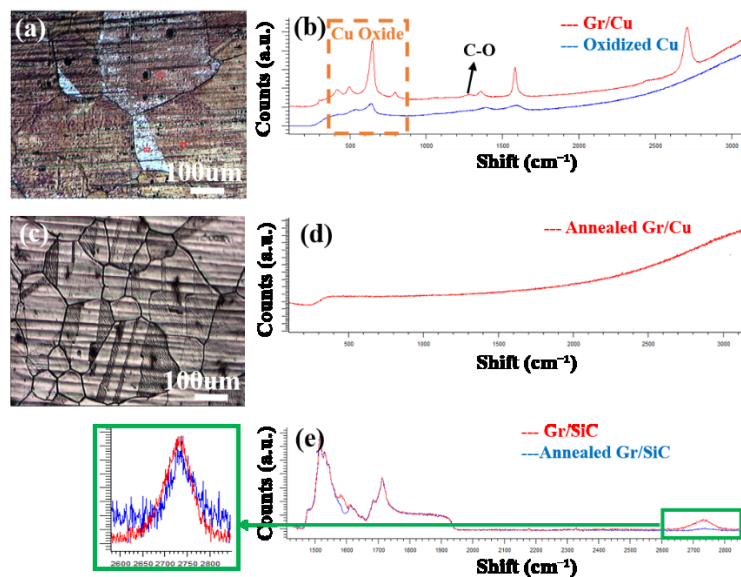 (a)
100um
(b)
Cu Oxide
C-O
--- Gr/Cu
--- Oxidized Cu
Counts (a.u.)
500 1000 1500 2000 2500 3000
Shift (cm⁻¹)
(c)
100um
(d)
--- Annealed Gr/Cu
Counts (a.u.)
500 1000 1500 2000 2500 3000
Shift (cm⁻¹)
2600 2650 2700 2750 2800
(e)
--- Gr/SiC
---Annealed Gr/SiC
Counts (a.u.)
1500 1600 1700 1800 1900 2000 2100 2200 2300 2400 2500 2600 2700 2800
Shift (cm⁻¹)